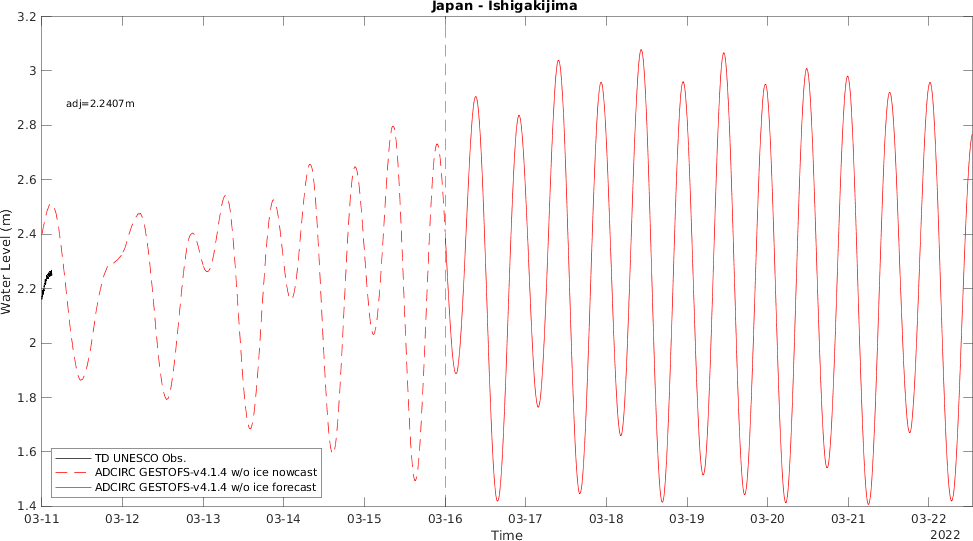 Japan - Ishigakijima
3.2
3
2.8
2.6
2.4
2.2
2
1.8
1.6
1.4
Water Level (m)
adj=2.2407m
TD UNESCO Obs.
ADCIRC GESTOFS-v4.1.4 w/o ice nowcast
ADCIRC GESTOFS-v4.1.4 w/o ice forecast
03-11 03-12 03-13 03-14 03-15 03-16 03-17 03-18 03-19 03-20 03-21 03-22
Time
2022